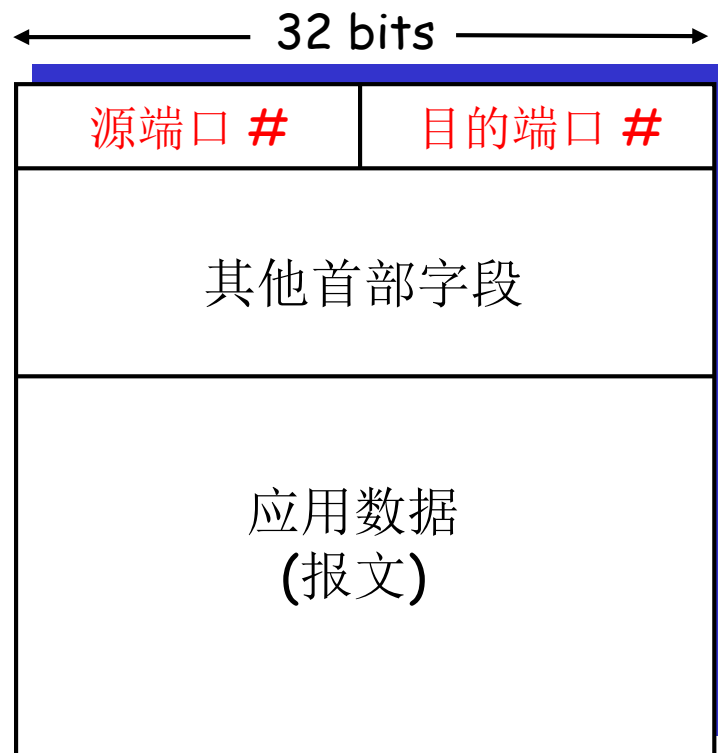 32 bits
源端口 # 目的端口 #
其他首部字段
应用数据
(报文)